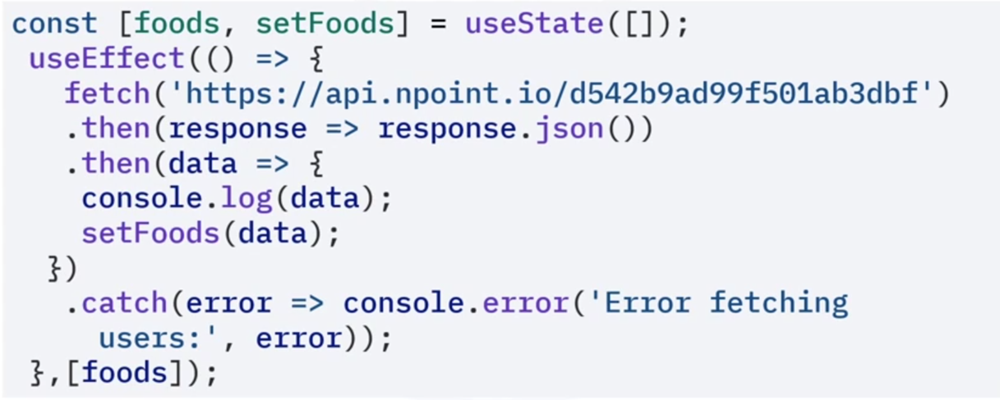 const [foods, setFoods] = useState([]);
useEffect(() => {
fetch('https://api.npoint.io/d542b9ad99f501ab3dbf')
.then(response => response.json())
.then(data => {
console.log(data);
setFoods(data);
})
.catch(error => console.error('Error fetching
users:', error));
},[foods]);